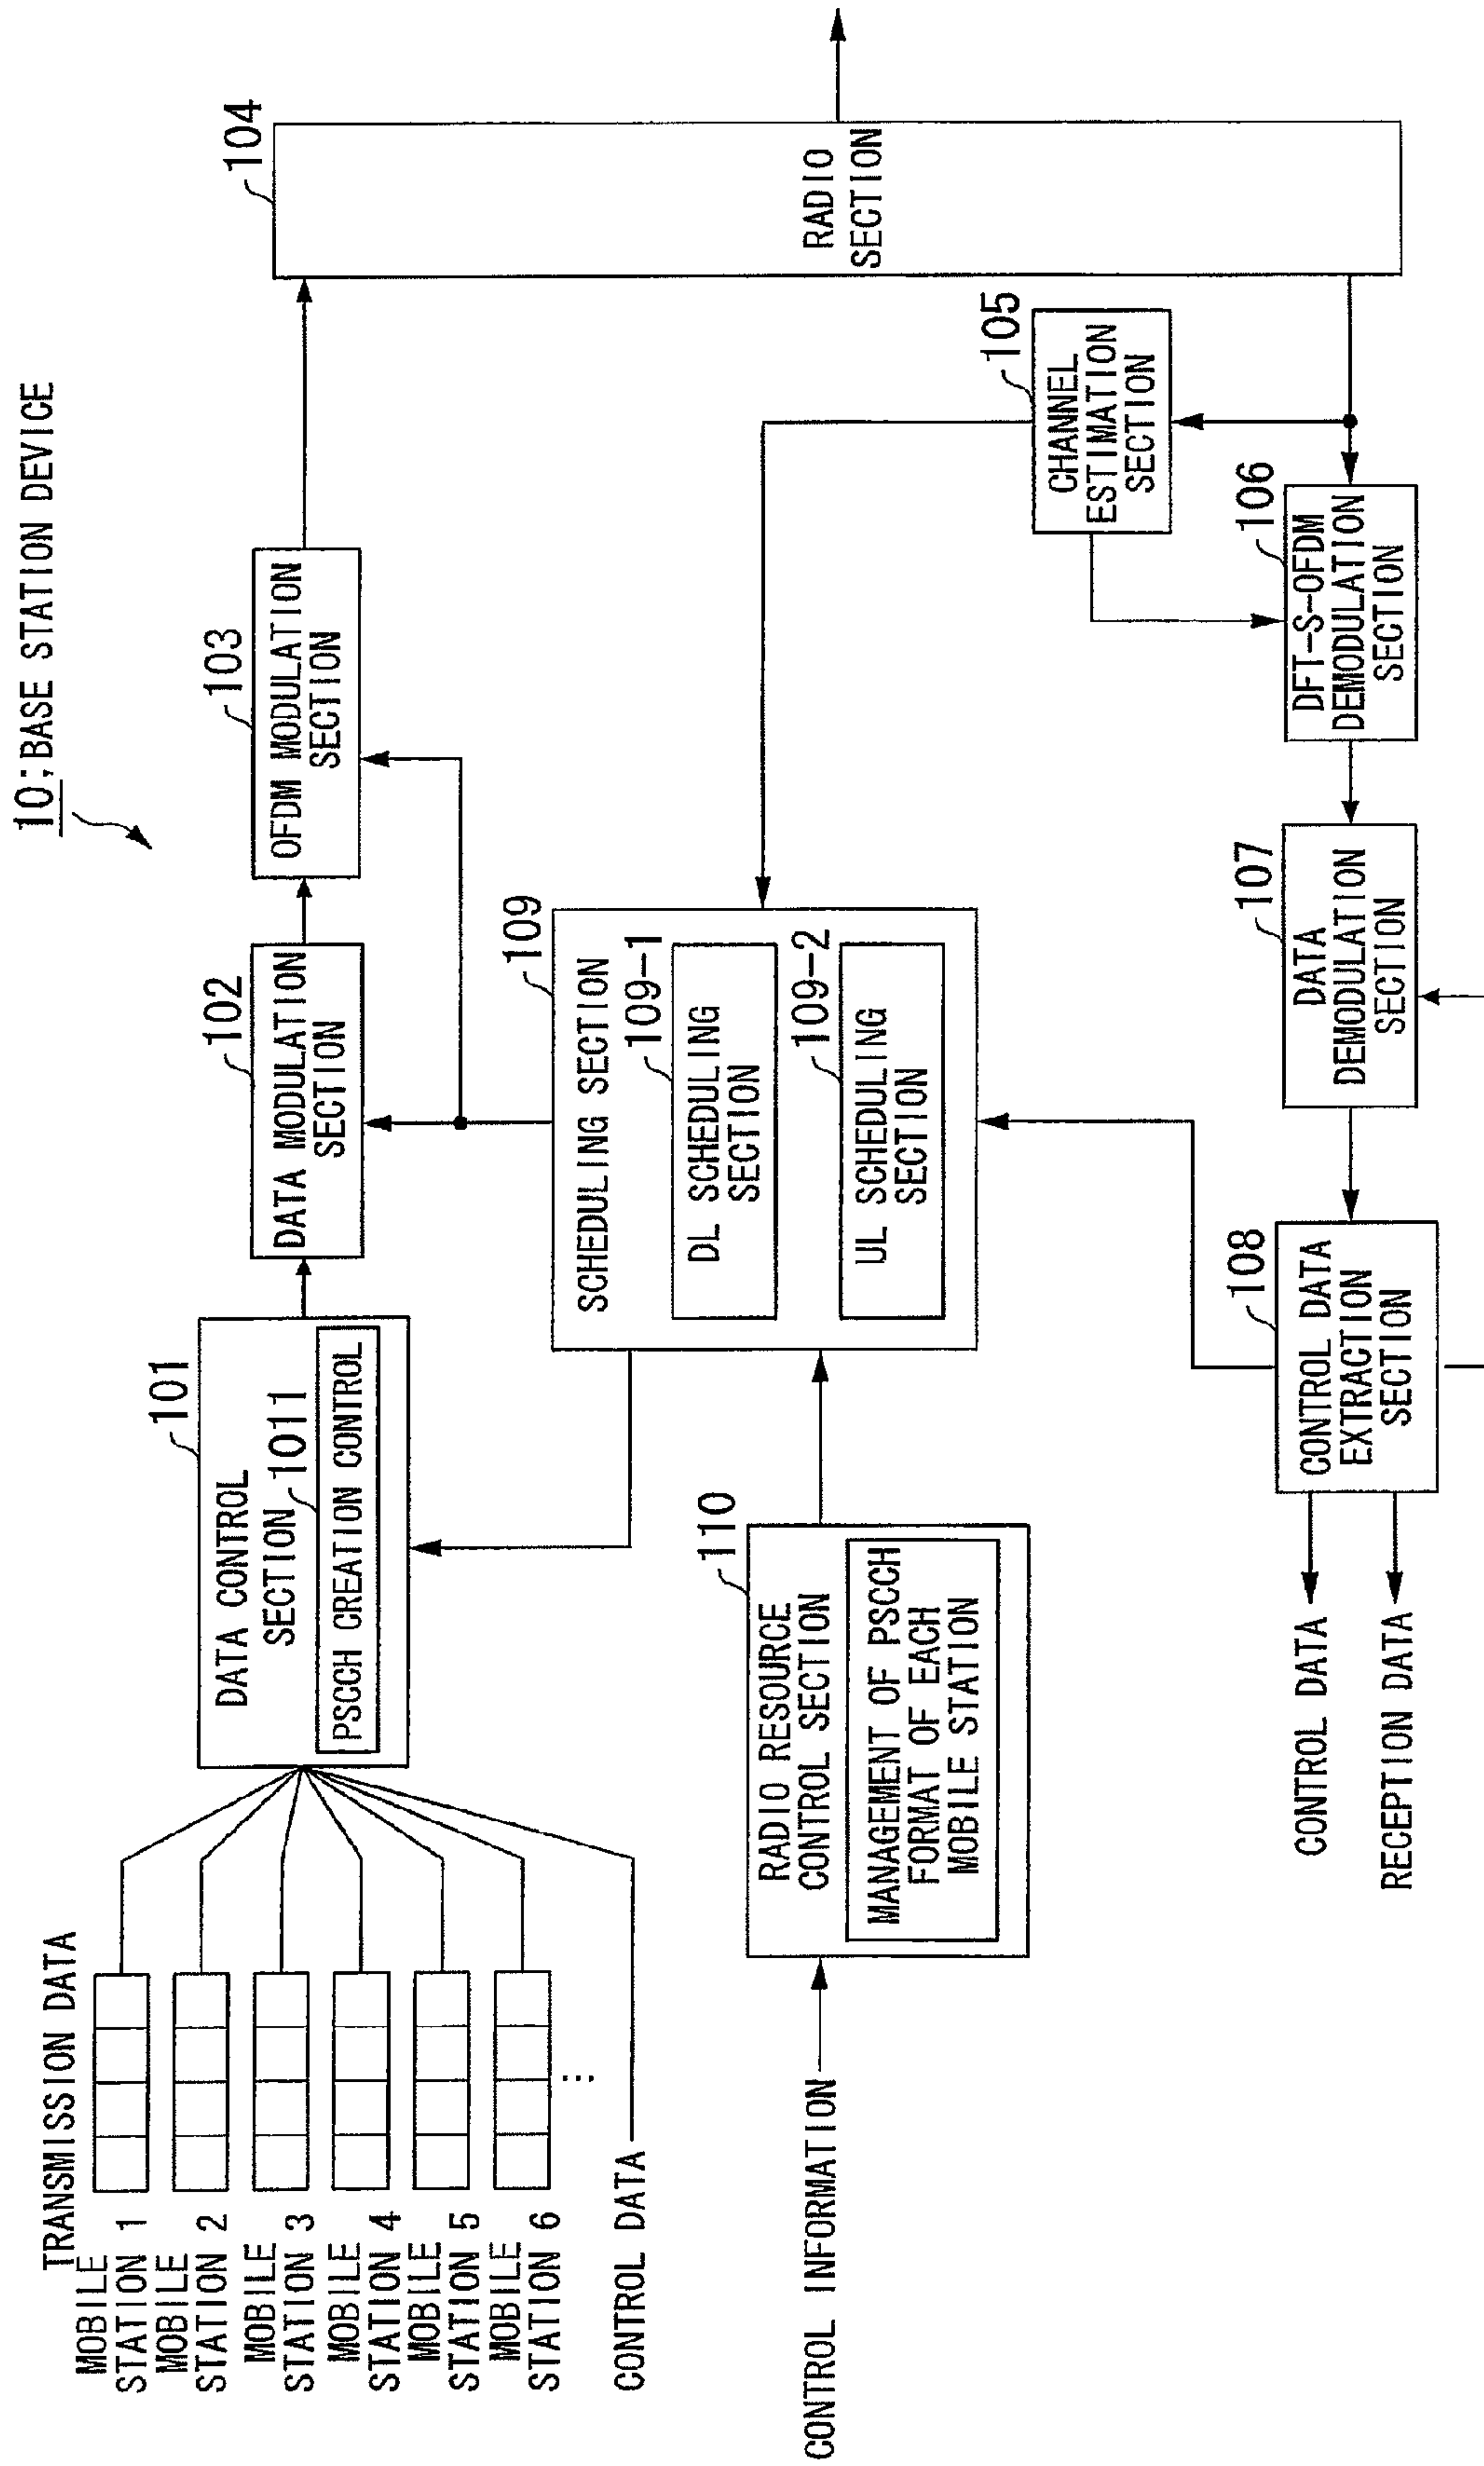 10;BASE STATION DEVICE
TRANSMISSION DATA
MOBILE
STATION 1
MOBILE
STATION 2
MOBILE
STATION 3
MOBILE
STATION 4
MOBILE
STATION 5
MOBILE
STATION 6
...
CONTROL DATA
101
DATA CONTROL
SECTION
1011
PSCCH CREATION CONTROL
102
DATA MODULATION
SECTION
103
OFDM MODULATION
SECTION
104
RADIO
SECTION
109
SCHEDULING SECTION
109-1
DL SCHEDULING
SECTION
109-2
UL SCHEDULING
SECTION
105
CHANNEL
ESTIMATION
SECTION
CONTROL INFORMATION
110
RADIO RESOURCE
CONTROL SECTION
MANAGEMENT OF PSCCH
FORMAT OF EACH
MOBILE STATION
CONTROL DATA
RECEPTION DATA
108
CONTROL DATA
EXTRACTION
SECTION
107
DATA
DEMODULATION
SECTION
106
DFT-S-OFDM
DEMODULATION
SECTION